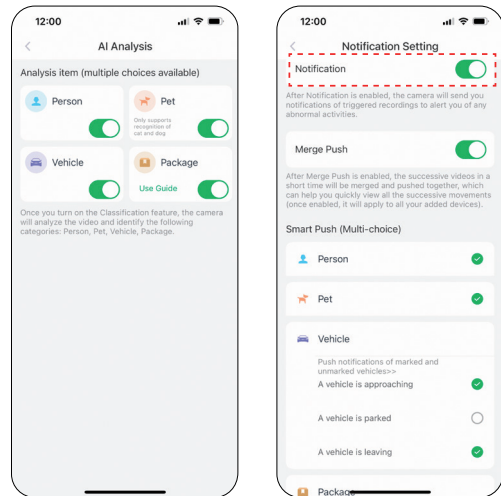 12:00
AI Analysis
Analysis item (multiple choices available)
Person
Pet
Only supports
recognition of
cat and dog
Vehicle
Package
Use Guide
Once you turn on the Classification feature, the camera
will analyze the video and identify the following
categories: Person, Pet, Vehicle, Package.
12:00
Notification Setting
Notification
After Notification is enabled, the camera will send you
notifications of triggered recordings to alert you of any
abnormal activities.
Merge Push
After Merge Push is enabled, the successive videos in a
short time will be merged and pushed together, which
can help you quickly view all the successive movements
(once enabled, it will apply to all your added devices).
Smart Push (Multi-choice)
Person
Pet
Vehicle
Push notifications of marked and
unmarked vehicles>>
A vehicle is approaching
A vehicle is parked
A vehicle is leaving
Package